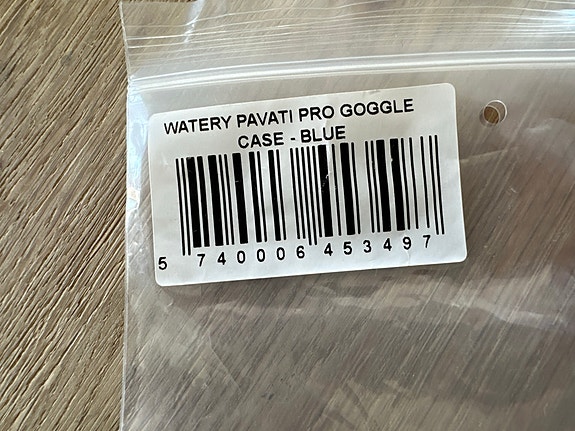 WATERY PAVATI PRO GOGGLE
CASE - BLUE
5 740006 453497